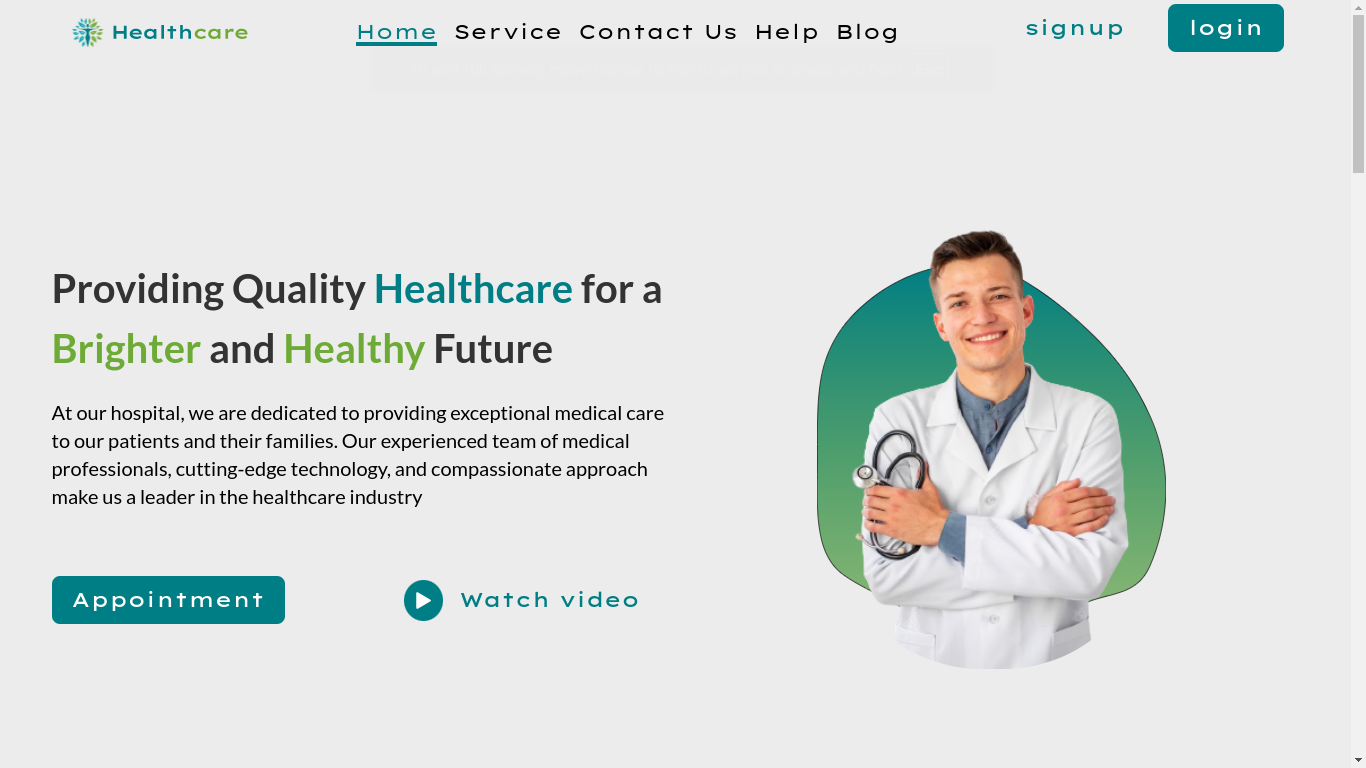 Healthcare
Home Service Contact Us Help Blog
signup
login
Providing Quality Healthcare for a
Brighter and Healthy Future
At our hospital, we are dedicated to providing exceptional medical care
to our patients and their families. Our experienced team of medical
professionals, cutting-edge technology, and compassionate approach
make us a leader in the healthcare industry
Appointment
Watch video